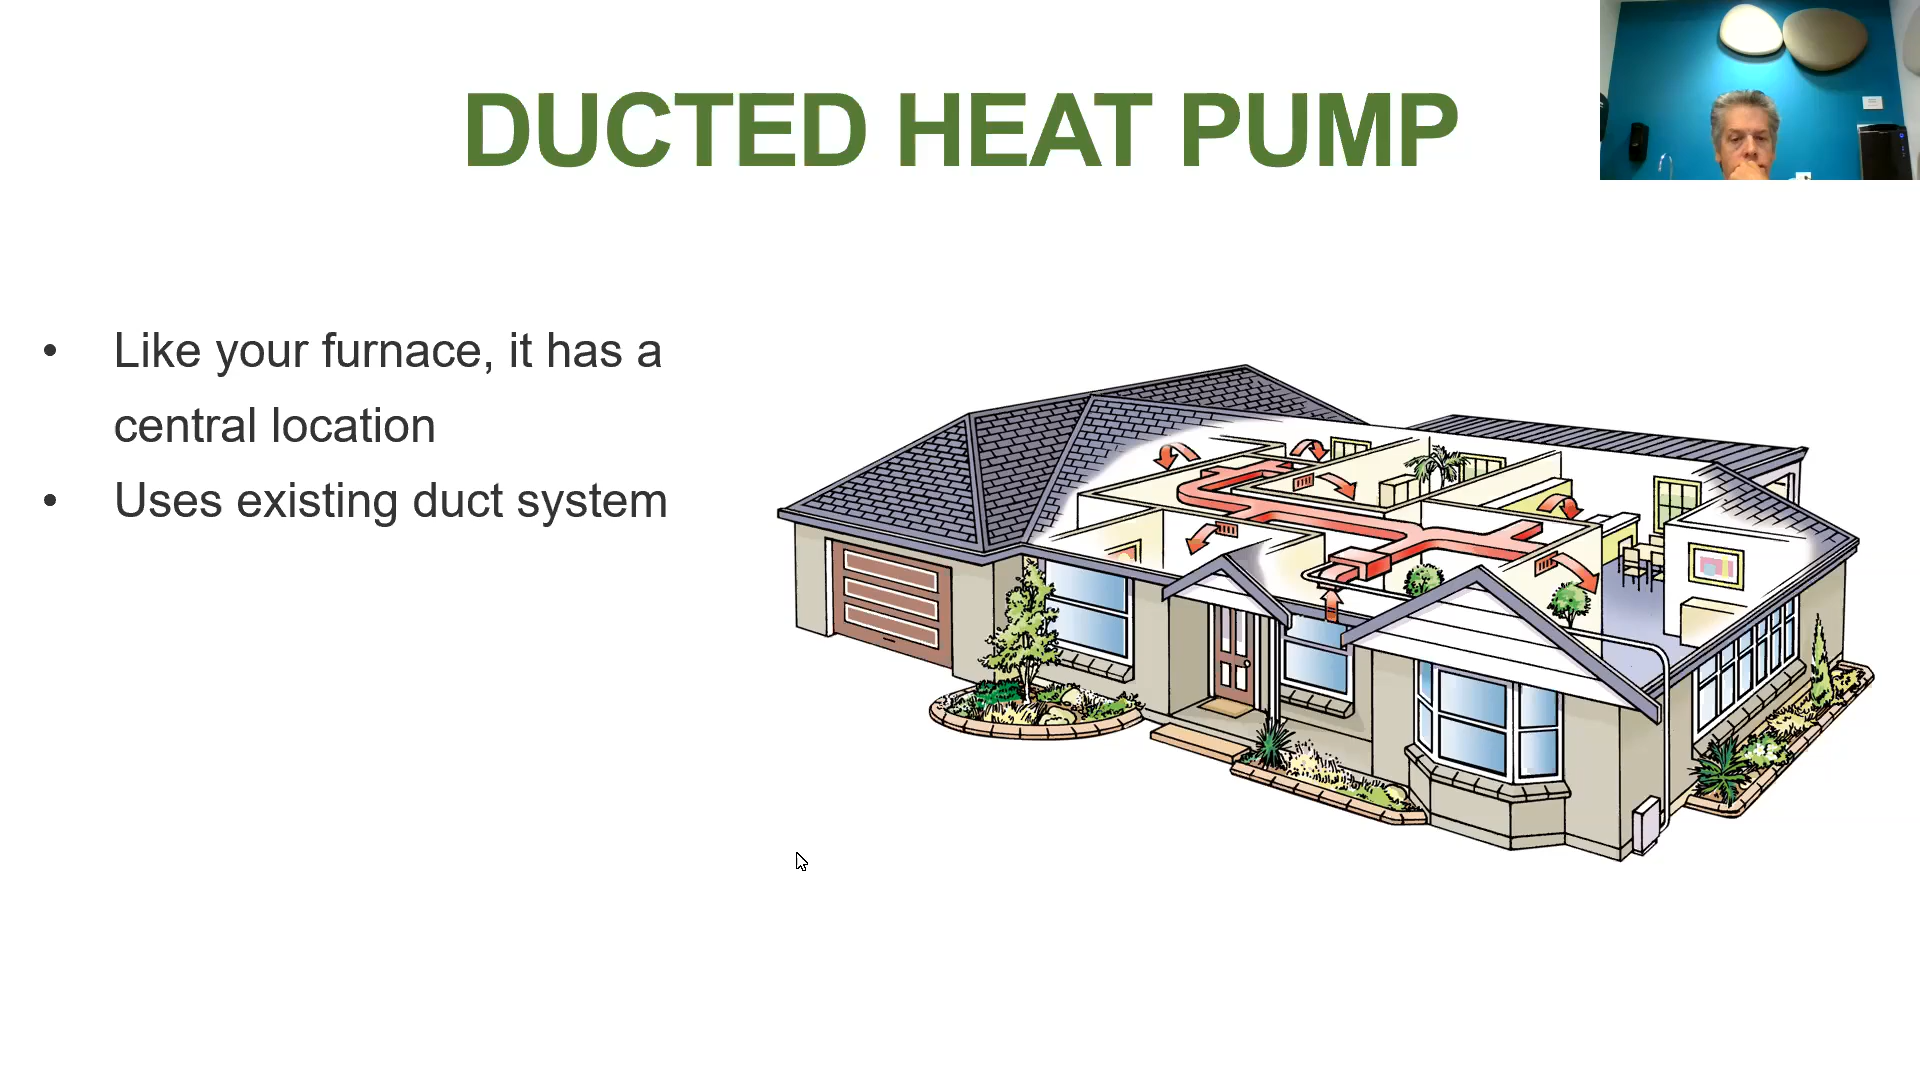 DUCTED HEAT PUMP
• Like your furnace, it has a
central location
• Uses existing duct system